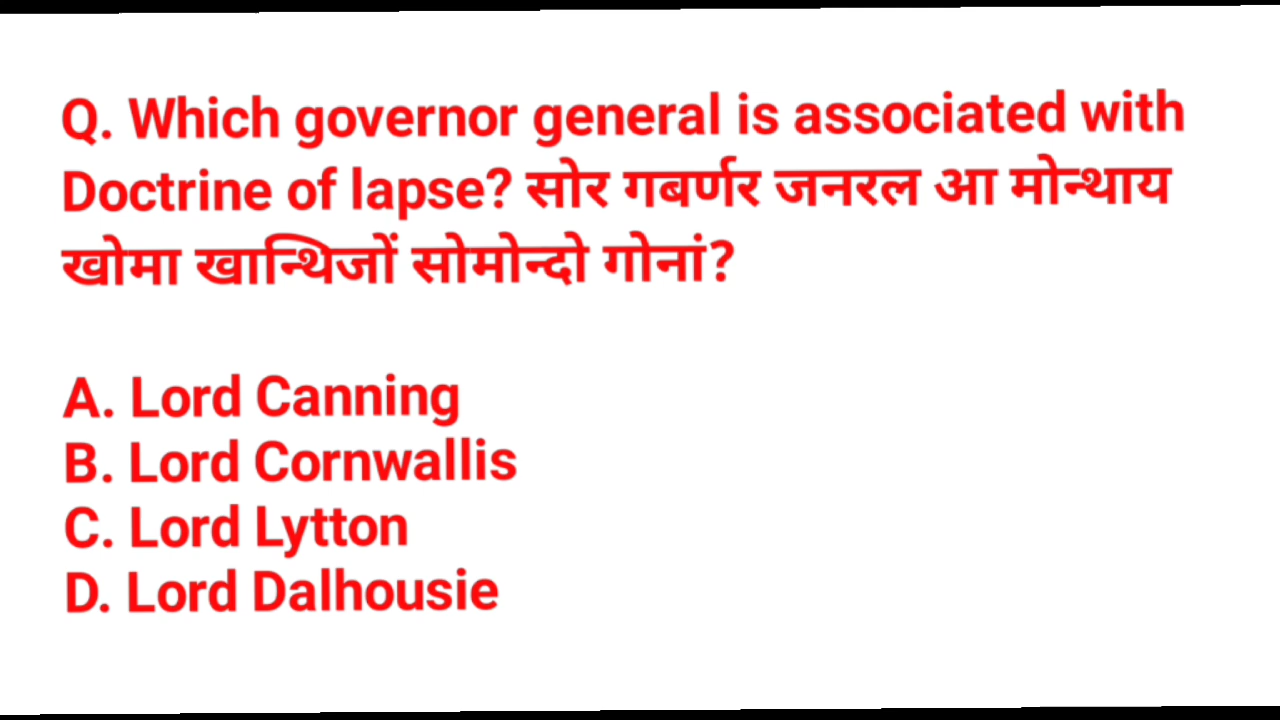 Q. Which governor general is associated with
Doctrine of lapse? सोर गबर्णर जनरल आ मोन्थाय
खोमा खान्थिजों सोमोन्दो गोनां?
A. Lord Canning
B. Lord Cornwallis
C. Lord Lytton
D. Lord Dalhousie